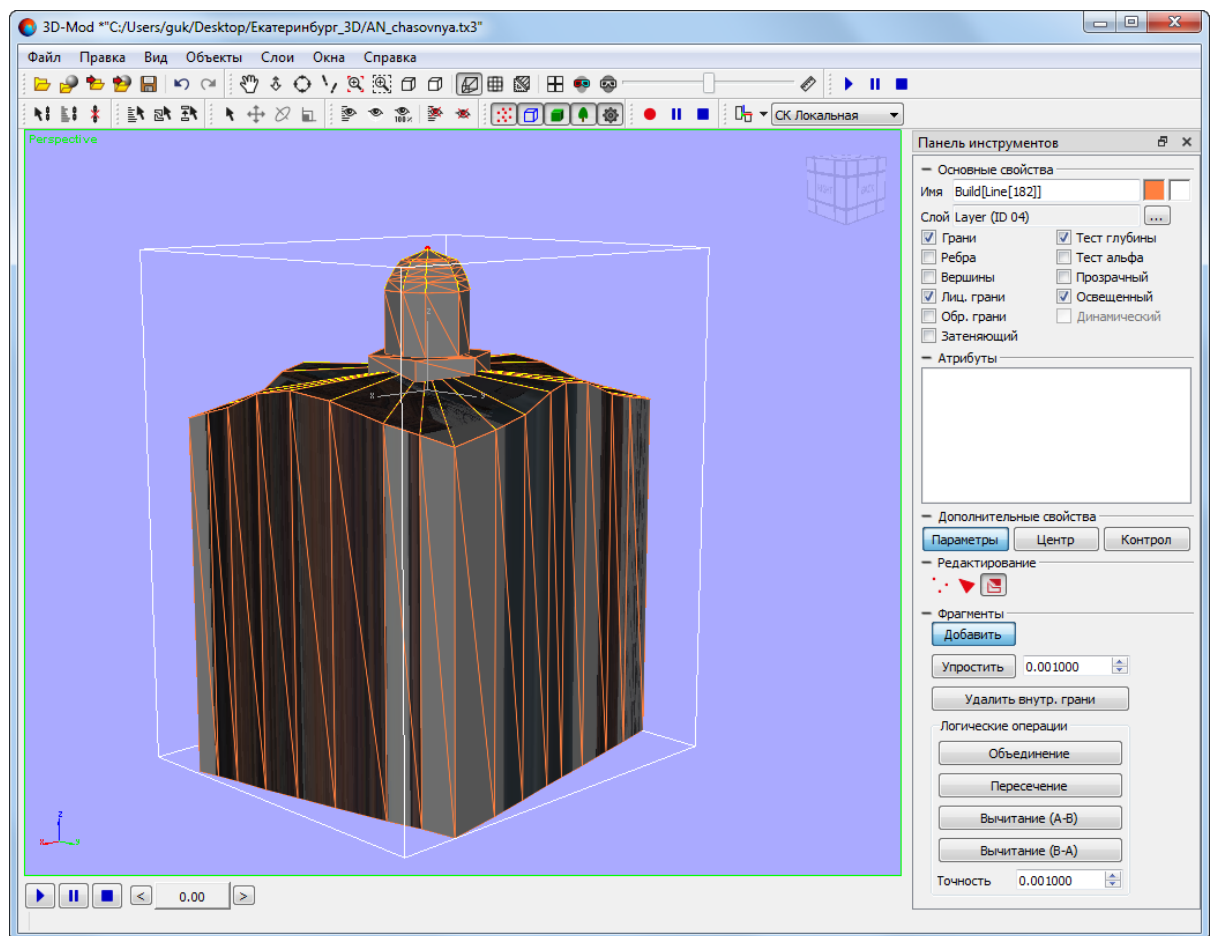 3D-Mod *"C:/Users/guk/Desktop/Екатеринбург_3D/AN_chasovnya.tx3"
Файл Правка Вид Объекты Слои Окна Справка
100%
СК Локальная
Perspective
Панель инструментов
Основные свойства
Имя Build[Line[182]]
Слой Layer (ID 04) ...
Грани Тест глубины
Ребра Тест альфа
Вершины Прозрачный
Лиц. грани Освещенный
Обр. грани Динамический
Затеняющий
Атрибуты
z
x y
Дополнительные свойства
Параметры Центр Контрол
Редактирование
Фрагменты
Добавить
Упростить 0.001000
Удалить внутр. грани
Логические операции
Объединение
Пересечение
Вычитание (A-B)
Вычитание (B-A)
Точность 0.001000
z
x y
< 0.00 >